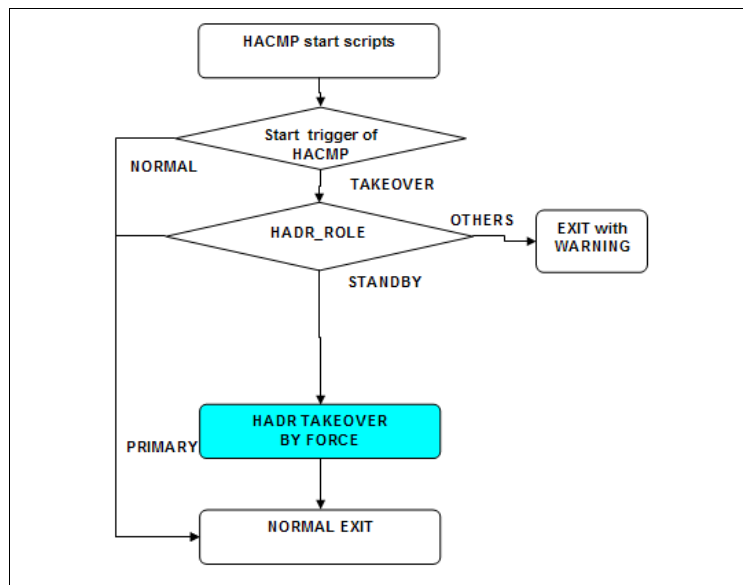 HACMP start scripts
Start trigger of
HACMP
NORMAL
TAKEOVER
OTHERS
HADR_ROLE
EXIT with
WARNING
STANDBY
HADR TAKEOVER
BY FORCE
PRIMARY
NORMAL EXIT